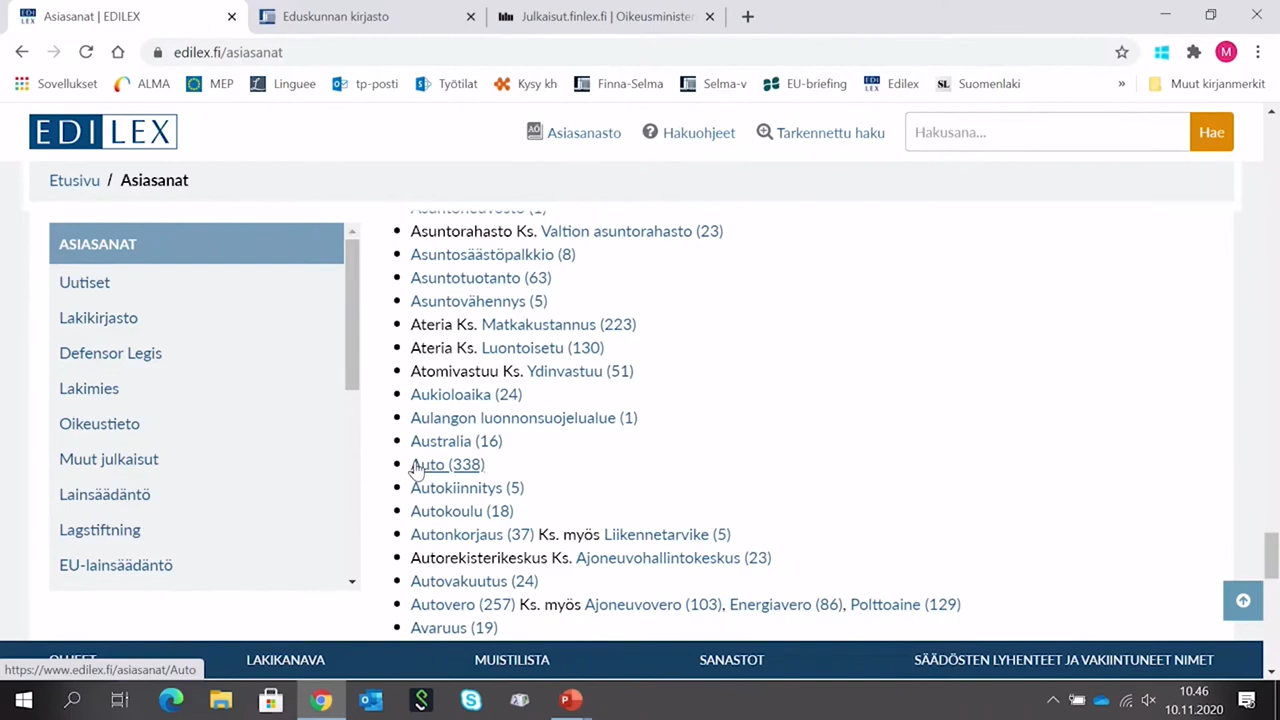 Asiasanat | EDILEX
Eduskunnan kirjasto
Julkaisut.finlex.fi | Oikeusminister
edilex.fi/asiasanat
M
Sovellukset
ALMA
MEP
Linguee
tp-posti
Työtilat
Kysy kh
Finna-Selma
Selma-v
EU-briefing
Edilex
Suomenlaki
»
Muut kirjanmerkit
EDILEX
Asiasanasto
Hakuohjeet
Tarkennettu haku
Hakusana...
Hae
Etusivu / Asiasanat
ASIASANAT
Uutiset
Lakikirjasto
Defensor Legis
Lakimies
Oikeustieto
Muut julkaisut
Lainsäädäntö
Lagstiftning
EU-lainsäädäntö
Asuntoneuvosto (1)
Asuntorahasto Ks. Valtion asuntorahasto (23)
Asuntosäästöpalkkio (8)
Asuntotuotanto (63)
Asuntovähennys (5)
Ateria Ks. Matkakustannus (223)
Ateria Ks. Luontoisetu (130)
Atomivastuu Ks. Ydinvastuu (51)
Aukioloaika (24)
Aulangon luonnonsuojelualue (1)
Australia (16)
Auto (338)
Autokiinnitys (5)
Autokoulu (18)
Autonkorjaus (37) Ks. myös Liikennetarvike (5)
Autorekisterikeskus Ks. Ajoneuvohallintokeskus (23)
Autovakuutus (24)
Autovero (257) Ks. myös Ajoneuvovero (103), Energiavero (86), Polttoaine (129)
Avaruus (19)
LAKIKANAVA
MUISTILISTA
SANASTOT
SÄÄDÖSTEN LYHENTEET JA VAKIINTUNEET NIMET
https://www.edilex.fi/asiasanat/Auto
10.46
10.11.2020